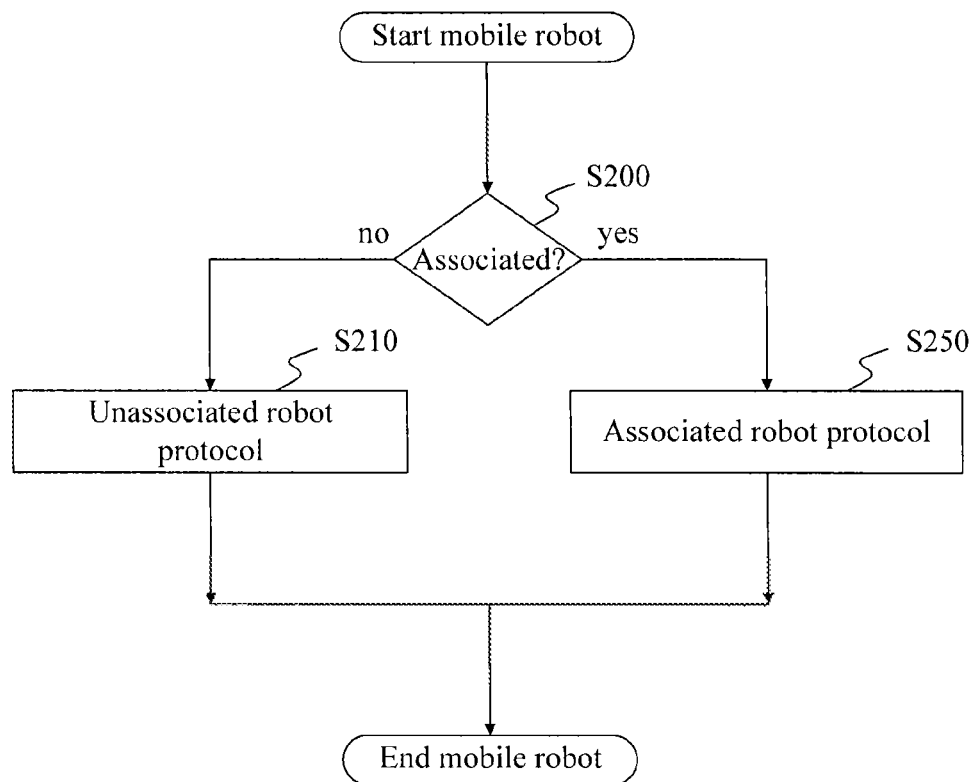 Start mobile robot
S200
no
yes
Associated?
S210
S250
Unassociated robot
protocol
Associated robot protocol
End mobile robot